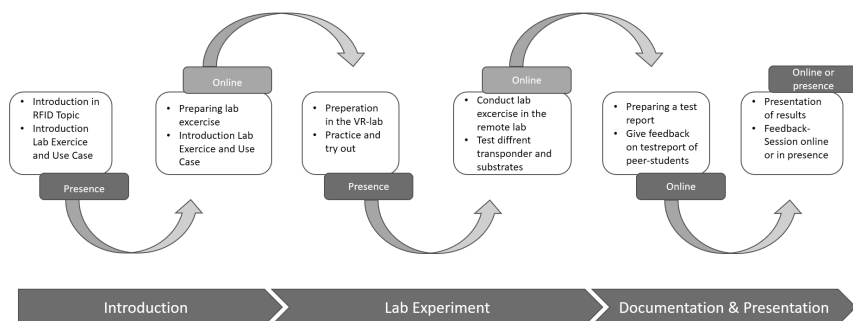 • Introduction in
RFID Topic
• Introduction
Lab Exercice
and Use Case
Presence
Online
• Preparing lab
excercise
• Introduction Lab
Exercice and Use
Case
• Preperation
in the VR-lab
• Practice and
try out
Presence
Online
• Conduct lab
excercise in the
remote lab
• Test diffrent
transponder and
substrates
• Preparing a test
report
• Give feedback
on testreport of
peer-students
Online
Online or
presence
• Presentation
of results
• Feedback-
Session online
or in presence
Introduction
Lab Experiment
Documentation & Presentation